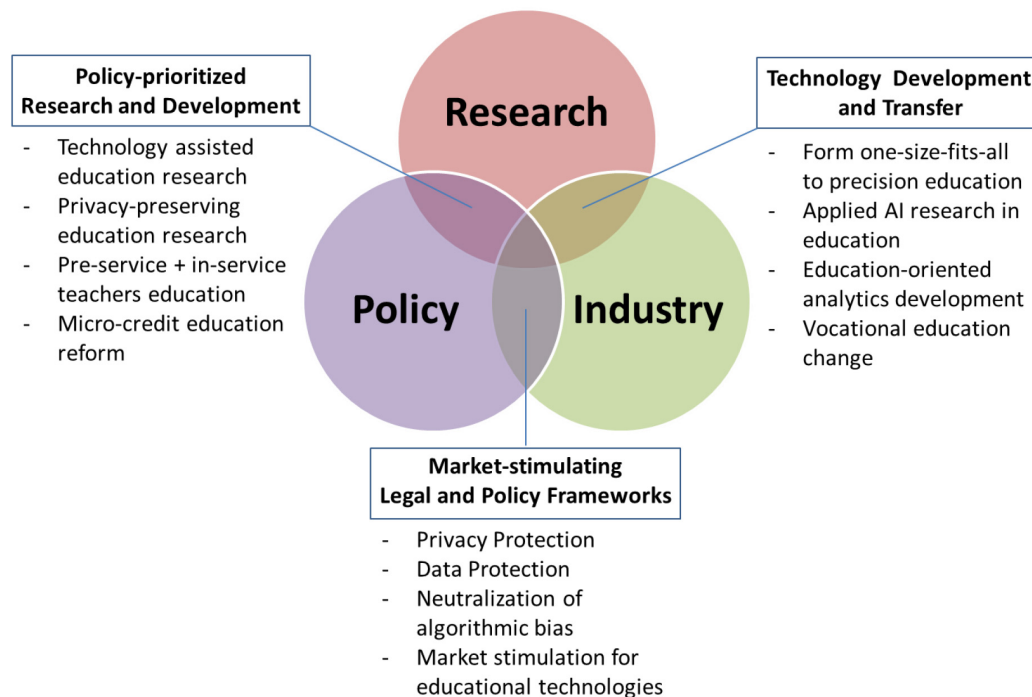 Policy-prioritized
Research and Development
- Technology assisted
education research
- Privacy-preserving
education research
- Pre-service + in-service
teachers education
- Micro-credit education
reform
Research
Policy
Industry
Technology Development
and Transfer
- Form one-size-fits-all
to precision education
- Applied AI research in
education
- Education-oriented
analytics development
- Vocational education
change
Market-stimulating
Legal and Policy Frameworks
- Privacy Protection
- Data Protection
- Neutralization of
algorithmic bias
- Market stimulation for
educational technologies